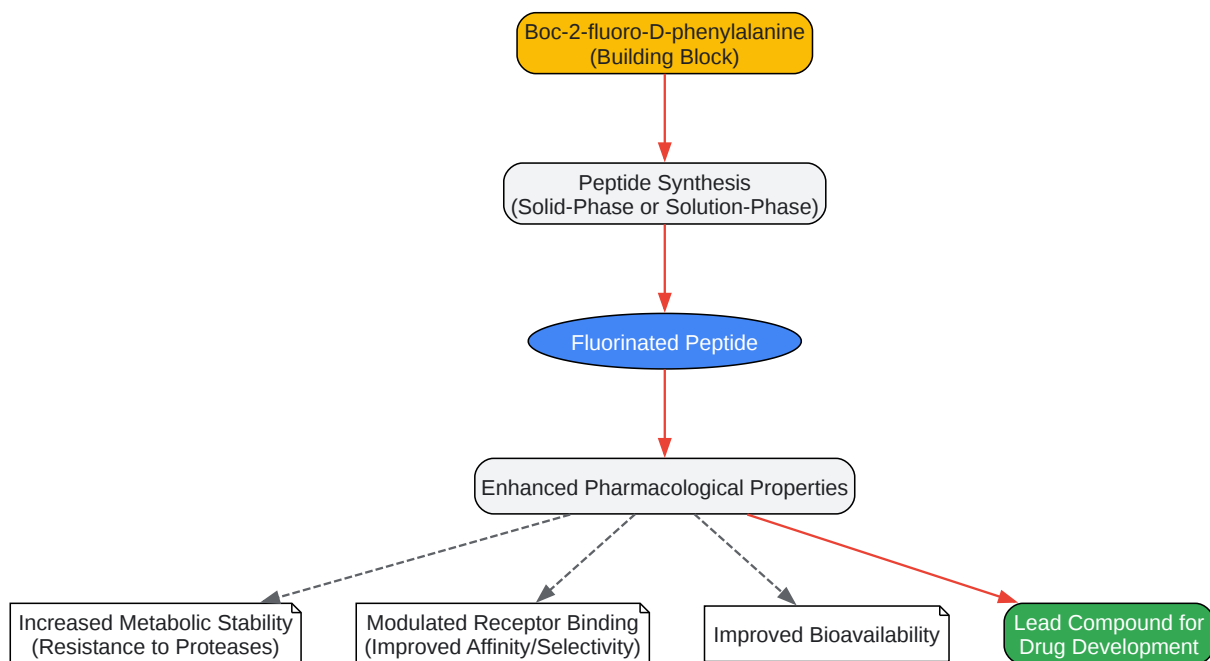 Boc-2-fluoro-D-phenylalanine
(Building Block)
Peptide Synthesis
(Solid-Phase or Solution-Phase)
Fluorinated Peptide
Enhanced Pharmacological Properties
Increased Metabolic Stability
(Resistance to Proteases)
Modulated Receptor Binding
(Improved Affinity/Selectivity)
Improved Bioavailability
Lead Compound for
Drug Development